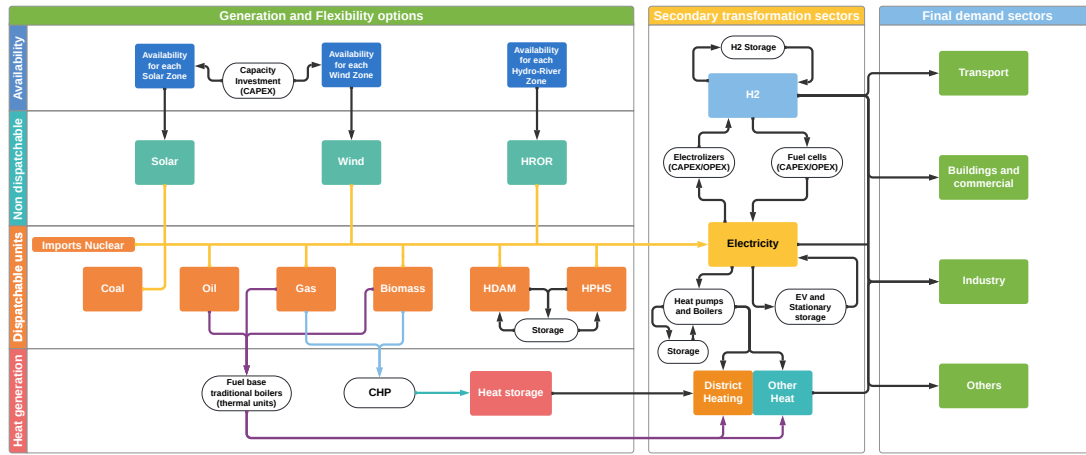 Generation and Flexibility options
Secondary transformation sectors
Final demand sectors
Availability
Availability
for each
Solar Zone
Capacity
Investment
(CAPEX)
Availability
for each
Wind Zone
Availability
for each
Hydro-River
Zone
H2 Storage
H2
Transport
Non dispatchable
Solar
Wind
HROR
Electrolizers
(CAPEX/OPEX)
Fuel cells
(CAPEX/OPEX)
Buildings and
commercial
Dispatchable units
Imports Nuclear
Electricity
Coal
Oil
Gas
Biomass
HDAM
HPHS
Storage
Heat pumps
and Boilers
EV and
Stationary
storage
Storage
Industry
Heat generation
Fuel base
traditional boilers
(thermal units)
CHP
Heat storage
District
Heating
Other
Heat
Others